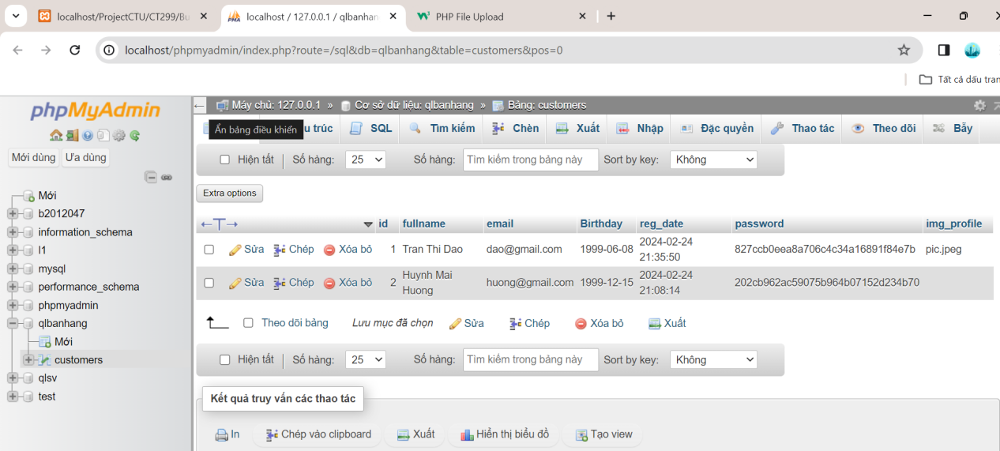 localhost/ProjectCTU/CT299/Bu
localhost / 127.0.0.1 / qlbanhan
PHP File Upload
localhost/phpmyadmin/index.php?route=/sql&db=qlbanhang&table=customers&pos=0
Tất cả dấu tran
phpMyAdmin
Mới dùng Ưa dùng
Mới
b2012047
information_schema
l1
mysql
performance_schema
phpmyadmin
qlbanhang
Mới
customers
qlsv
test
Máy chủ: 127.0.0.1 » Cơ sở dữ liệu: qlbanhang » Bảng: customers
Ẩn bảng điều khiển
u trúc SQL Tìm kiếm Chèn Xuất Nhập Đặc quyền Thao tác Theo dõi Bẫy
Hiện tất Số hàng: 25 Số hàng: Tìm kiếm trong bảng này Sort by key: Không
Extra options
id fullname email Birthday reg_date password img_profile
Sửa Chép Xóa bỏ 1 Tran Thi Dao dao@gmail.com 1999-06-08 2024-02-24 21:35:50 827ccb0eea8a706c4c34a16891f84e7b pic.jpeg
Sửa Chép Xóa bỏ 2 Huynh Mai Huong huong@gmail.com 1999-12-15 2024-02-24 21:08:14 202cb962ac59075b964b07152d234b70
Theo dõi bảng Lưu mục đã chọn Sửa Chép Xóa bỏ Xuất
Hiện tất Số hàng: 25 Số hàng: Tìm kiếm trong bảng này Sort by key: Không
Kết quả truy vấn các thao tác
In Chép vào clipboard Xuất Hiển thị biểu đồ Tạo view